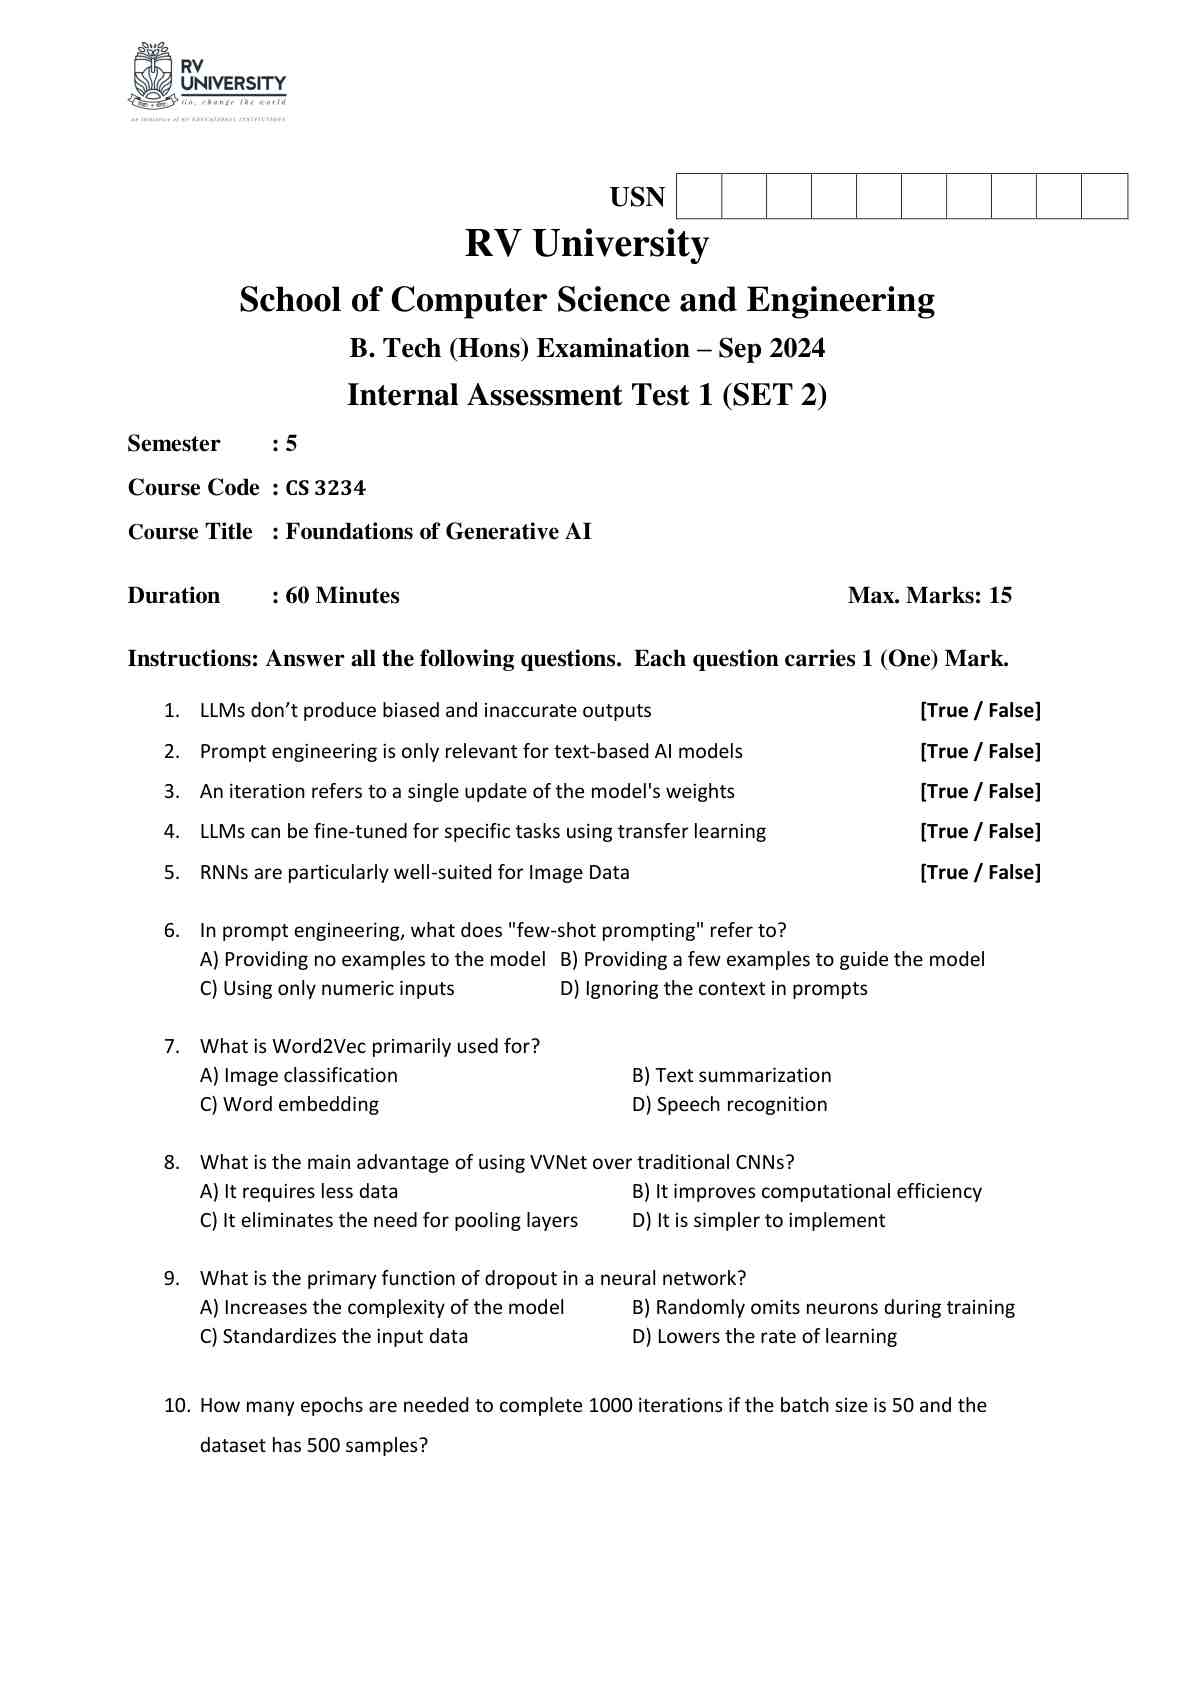 RV
UNIVERSITY
Go, change the world
an initiative of RV EDUCATIONAL INSTITUTIONS
USN
RV University
School of Computer Science and Engineering
B. Tech (Hons) Examination – Sep 2024
Internal Assessment Test 1 (SET 2)
Semester : 5
Course Code : CS 3234
Course Title : Foundations of Generative AI
Duration : 60 Minutes Max. Marks: 15
Instructions: Answer all the following questions. Each question carries 1 (One) Mark.
1. LLMs don’t produce biased and inaccurate outputs [True / False]
2. Prompt engineering is only relevant for text-based AI models [True / False]
3. An iteration refers to a single update of the model's weights [True / False]
4. LLMs can be fine-tuned for specific tasks using transfer learning [True / False]
5. RNNs are particularly well-suited for Image Data [True / False]
6. In prompt engineering, what does "few-shot prompting" refer to?
A) Providing no examples to the model B) Providing a few examples to guide the model
C) Using only numeric inputs D) Ignoring the context in prompts
7. What is Word2Vec primarily used for?
A) Image classification B) Text summarization
C) Word embedding D) Speech recognition
8. What is the main advantage of using VVNet over traditional CNNs?
A) It requires less data B) It improves computational efficiency
C) It eliminates the need for pooling layers D) It is simpler to implement
9. What is the primary function of dropout in a neural network?
A) Increases the complexity of the model B) Randomly omits neurons during training
C) Standardizes the input data D) Lowers the rate of learning
10. How many epochs are needed to complete 1000 iterations if the batch size is 50 and the
dataset has 500 samples?